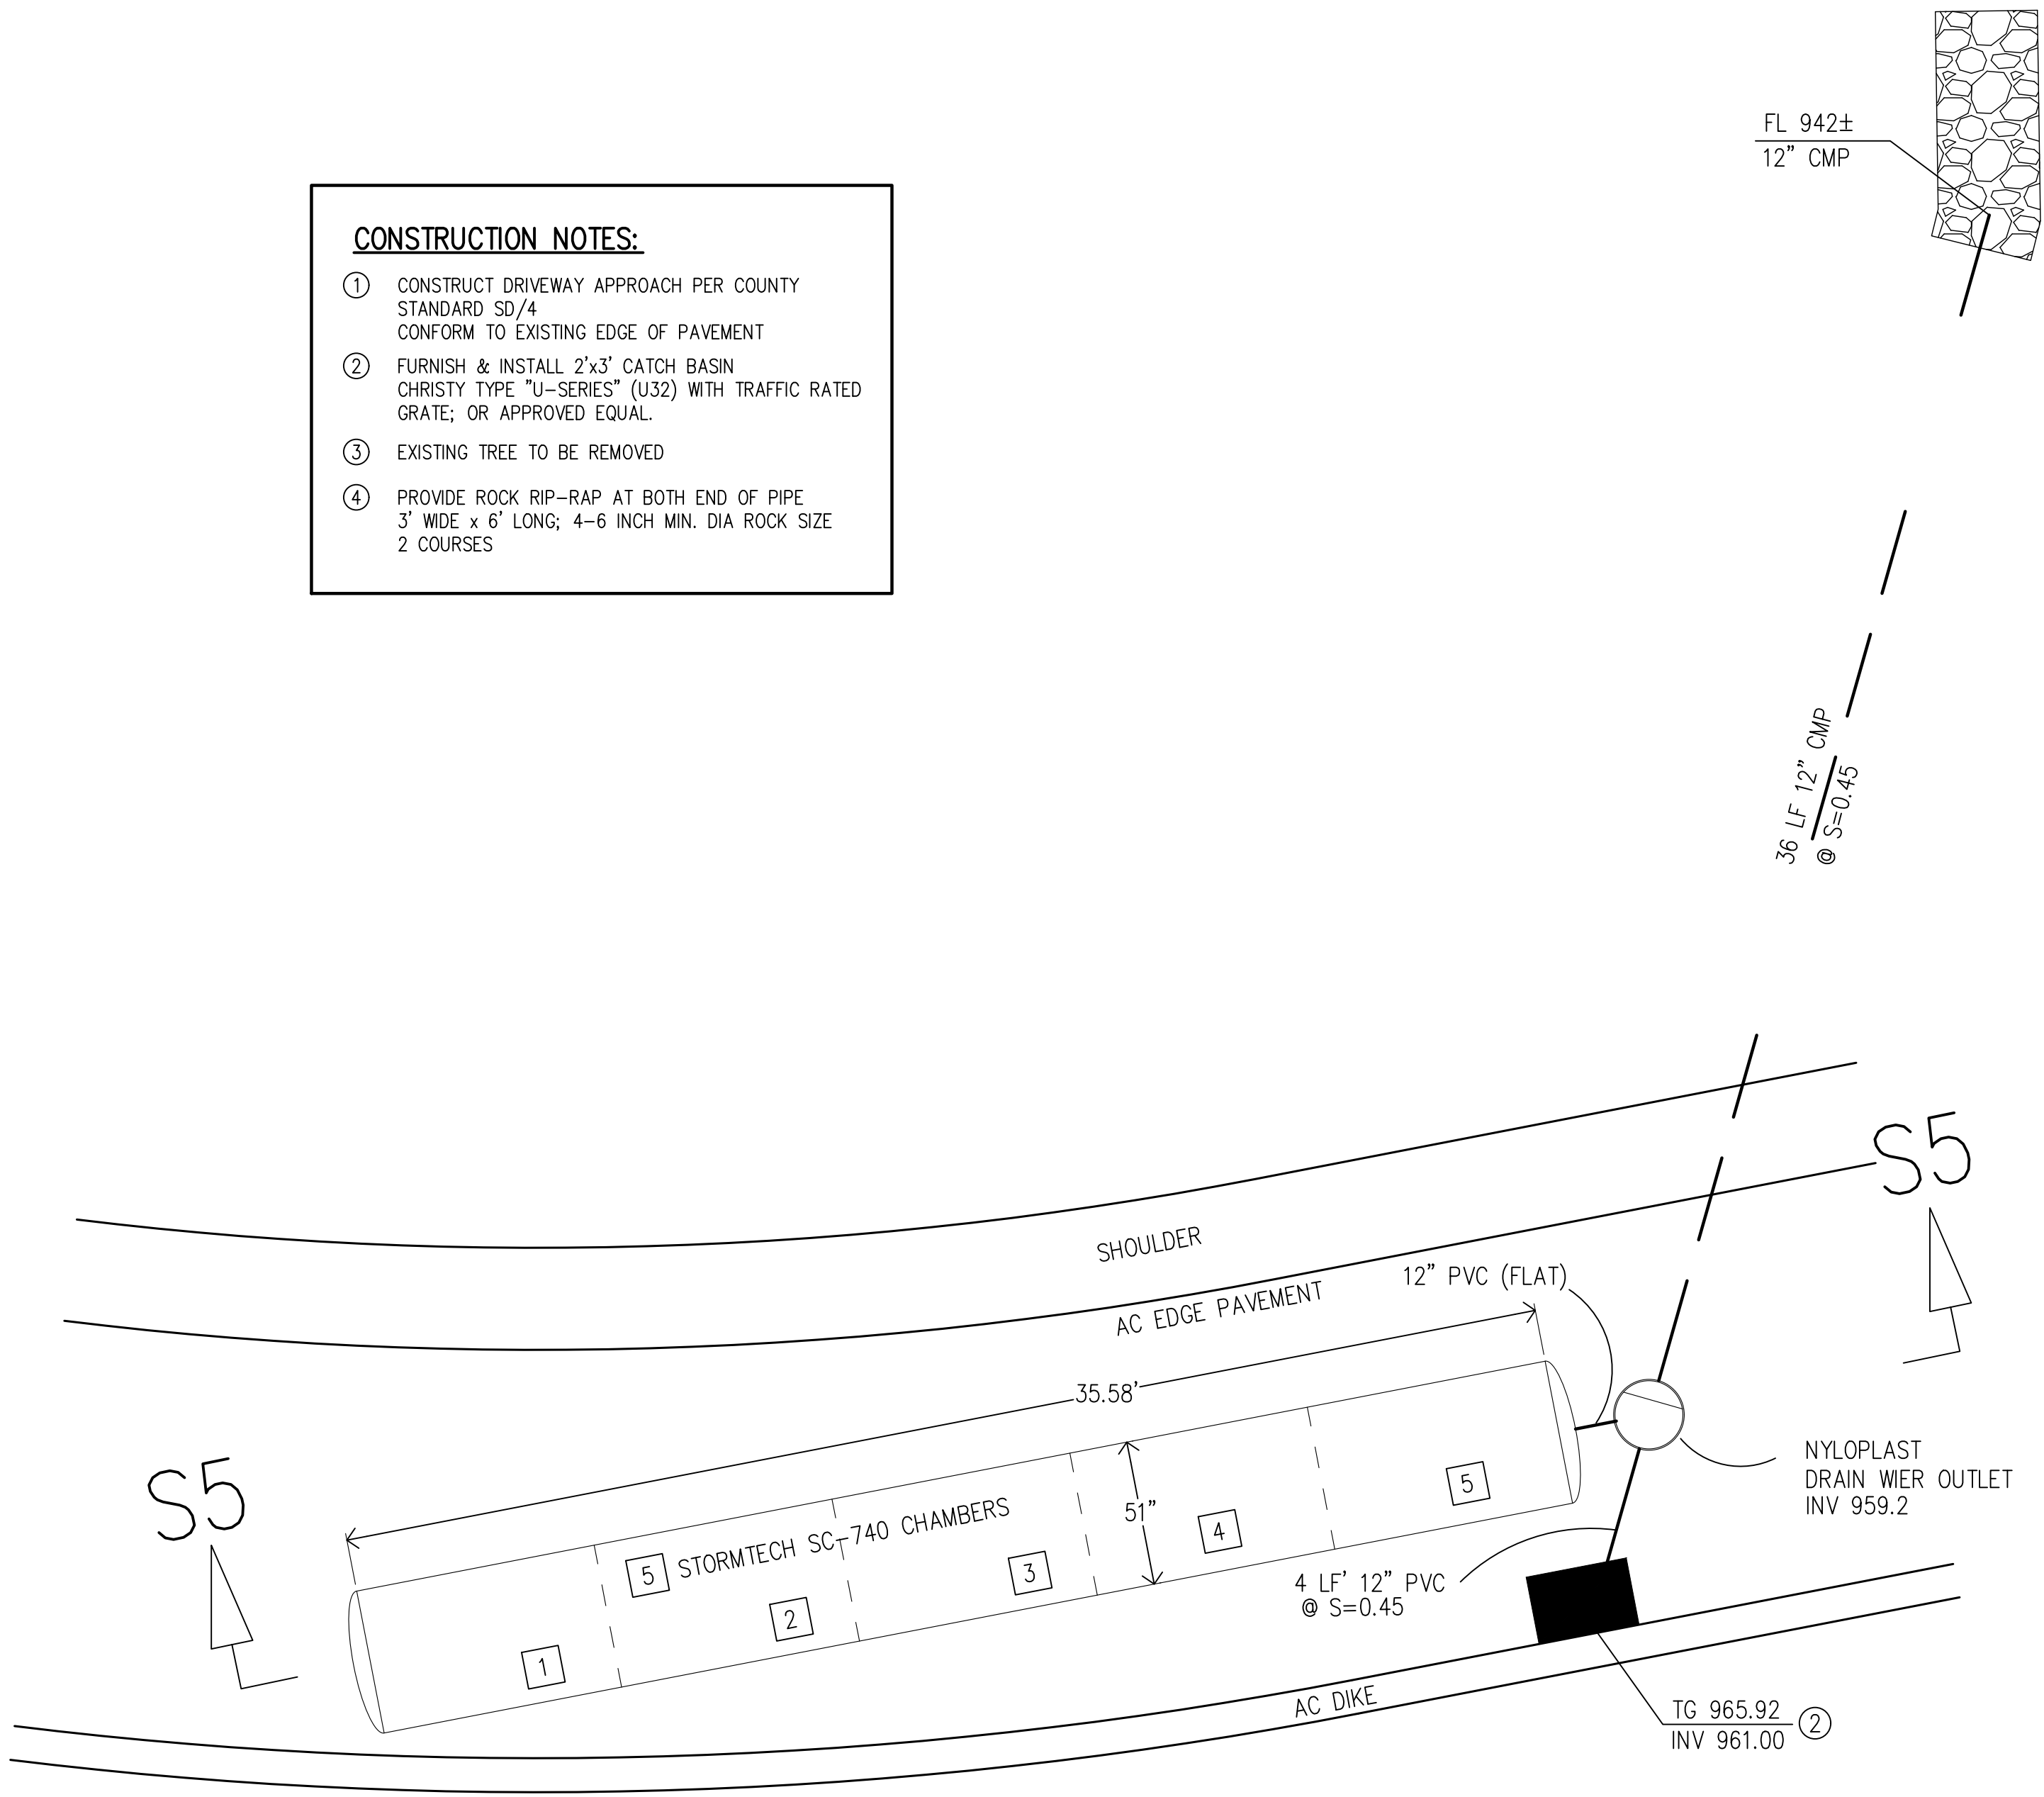 FL 942±
12" CMP
CONSTRUCTION NOTES:
1 CONSTRUCT DRIVEWAY APPROACH PER COUNTY
STANDARD SD/4
CONFORM TO EXISTING EDGE OF PAVEMENT
2 FURNISH & INSTALL 2'x3' CATCH BASIN
CHRISTY TYPE "U-SERIES" (U32) WITH TRAFFIC RATED
GRATE; OR APPROVED EQUAL.
3 EXISTING TREE TO BE REMOVED
4 PROVIDE ROCK RIP-RAP AT BOTH END OF PIPE
3' WIDE x 6' LONG; 4-6 INCH MIN. DIA ROCK SIZE
2 COURSES
36 LF 12" CMP
@ S=0.45
S5
SHOULDER
12" PVC (FLAT)
AC EDGE PAVEMENT
35.58'
S5
NYLOPLAST
DRAIN WIER OUTLET
INV 959.2
51"
5 STORMTECH SC-740 CHAMBERS
1
2
3
4
5
4 LF' 12" PVC
@ S=0.45
AC DIKE
TG 965.92
INV 961.00
2